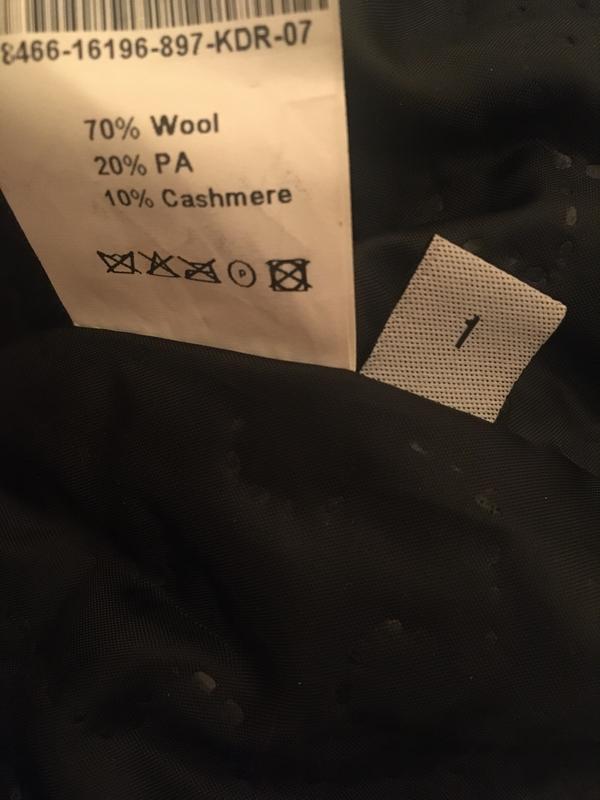 8466-16196-897-KDR-07
70% Wool
20% PA
10% Cashmere
P
1